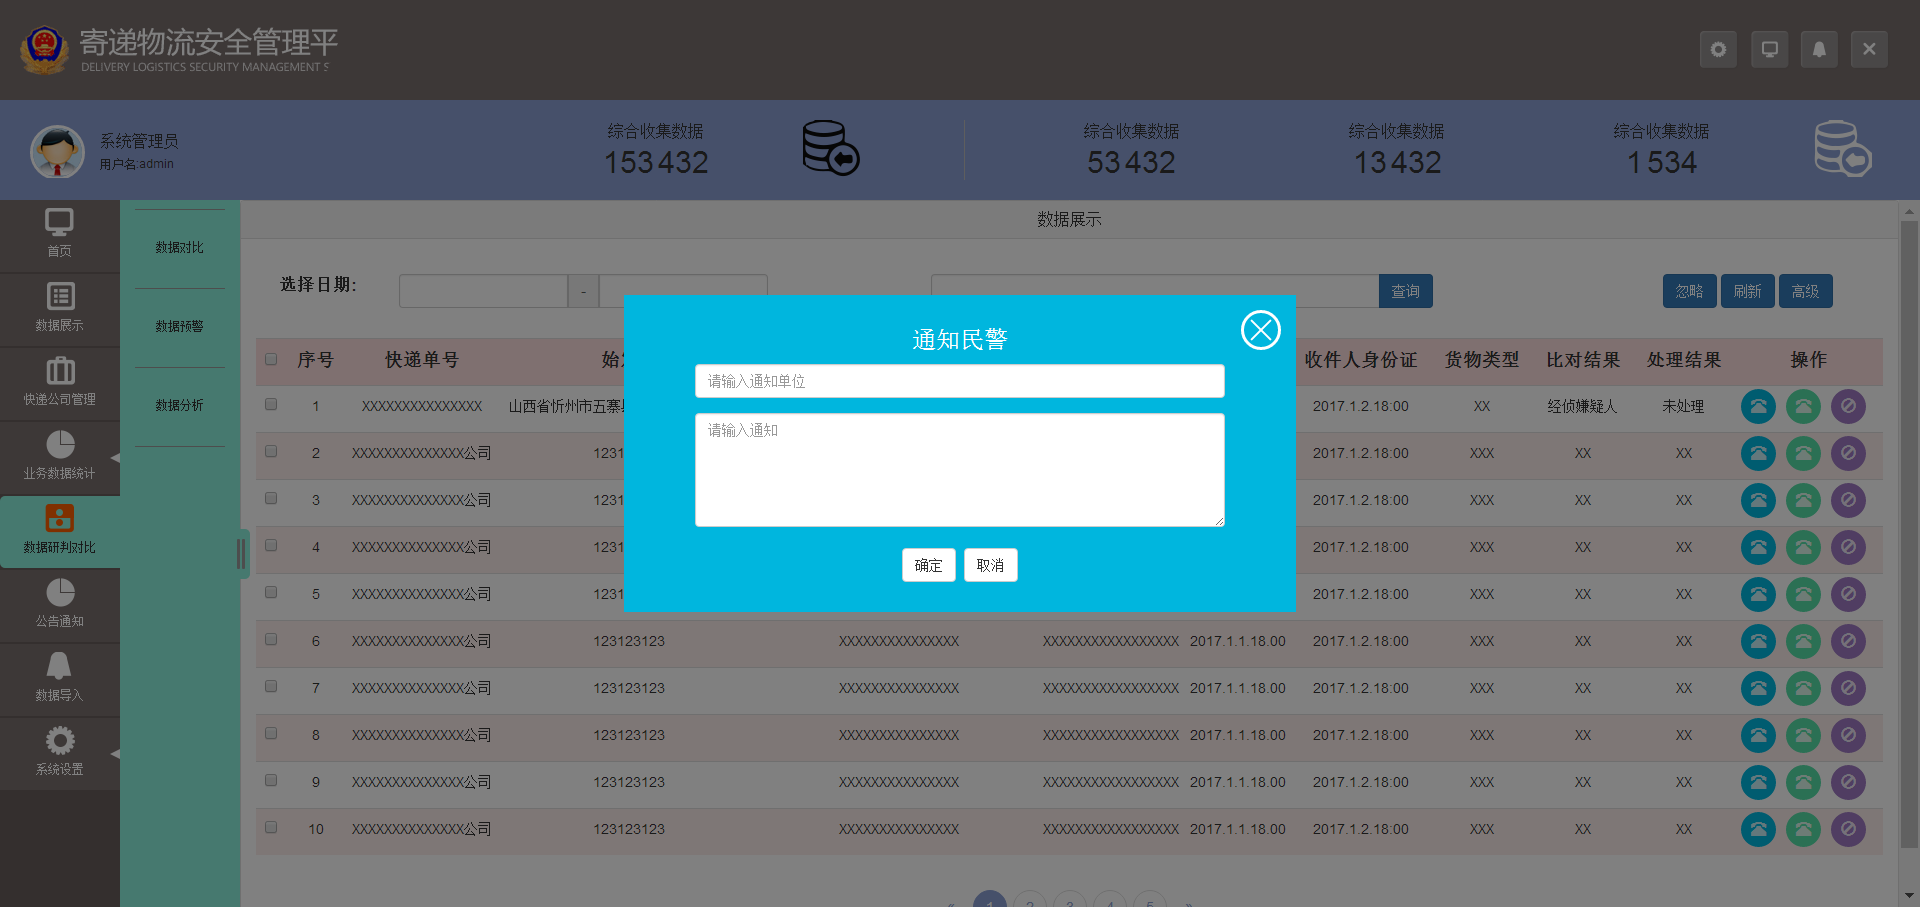 寄递物流安全管理平
DELIVERY LOGISTICS SECURITY MANAGEMENT S
系统管理员
用户名:admin
综合收集数据
153432
综合收集数据
53432
综合收集数据
13432
综合收集数据
1534
首页
数据展示
快递公司管理
业务数据统计
数据研判对比
公告通知
数据导入
系统设置
数据对比
数据预警
数据分析
数据展示
选择日期:
-
查询
忽略 刷新 高级
通知民警
请输入通知单位
请输入通知
确定 取消
序号 快递单号 始 收件人身份证 货物类型 比对结果 处理结果 操作
1 XXXXXXXXXXXXXXX 山西省忻州市五寨 2017.1.2.18:00 XX 经侦嫌疑人 未处理
2 XXXXXXXXXXXXXX公司 1231 2017.1.2.18:00 XXX XX XX
3 XXXXXXXXXXXXXX公司 1231 2017.1.2.18:00 XXX XX XX
4 XXXXXXXXXXXXXX公司 1231 2017.1.2.18:00 XXX XX XX
5 XXXXXXXXXXXXXX公司 1231 2017.1.2.18:00 XXX XX XX
6 XXXXXXXXXXXXXX公司 123123123 XXXXXXXXXXXXXXX XXXXXXXXXXXXXXXXX 2017.1.1.18.00 2017.1.2.18:00 XXX XX XX
7 XXXXXXXXXXXXXX公司 123123123 XXXXXXXXXXXXXXX XXXXXXXXXXXXXXXXX 2017.1.1.18.00 2017.1.2.18:00 XXX XX XX
8 XXXXXXXXXXXXXX公司 123123123 XXXXXXXXXXXXXXX XXXXXXXXXXXXXXXXX 2017.1.1.18.00 2017.1.2.18:00 XXX XX XX
9 XXXXXXXXXXXXXX公司 123123123 XXXXXXXXXXXXXXX XXXXXXXXXXXXXXXXX 2017.1.1.18.00 2017.1.2.18:00 XXX XX XX
10 XXXXXXXXXXXXXX公司 123123123 XXXXXXXXXXXXXXX XXXXXXXXXXXXXXXXX 2017.1.1.18.00 2017.1.2.18:00 XXX XX XX
« 1 2 3 4 5 »